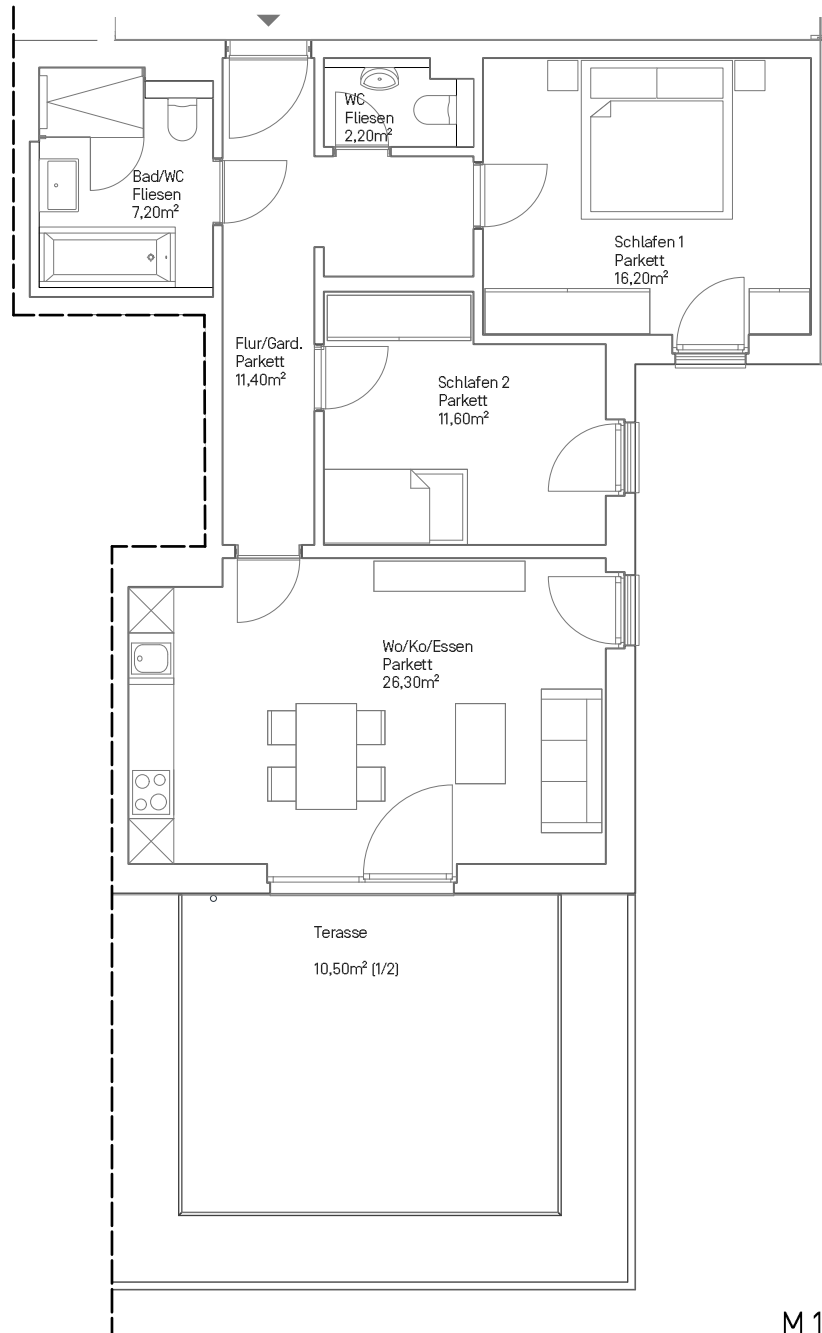 WC
Fliesen
2,20m²
Bad/WC
Fliesen
7,20m²
Schlafen 1
Parkett
16,20m²
Flur/Gard.
Parkett
11,40m²
Schlafen 2
Parkett
11,60m²
Wo/Ko/Essen
Parkett
26,30m²
Terasse
10,50m² (1/2)
M 1